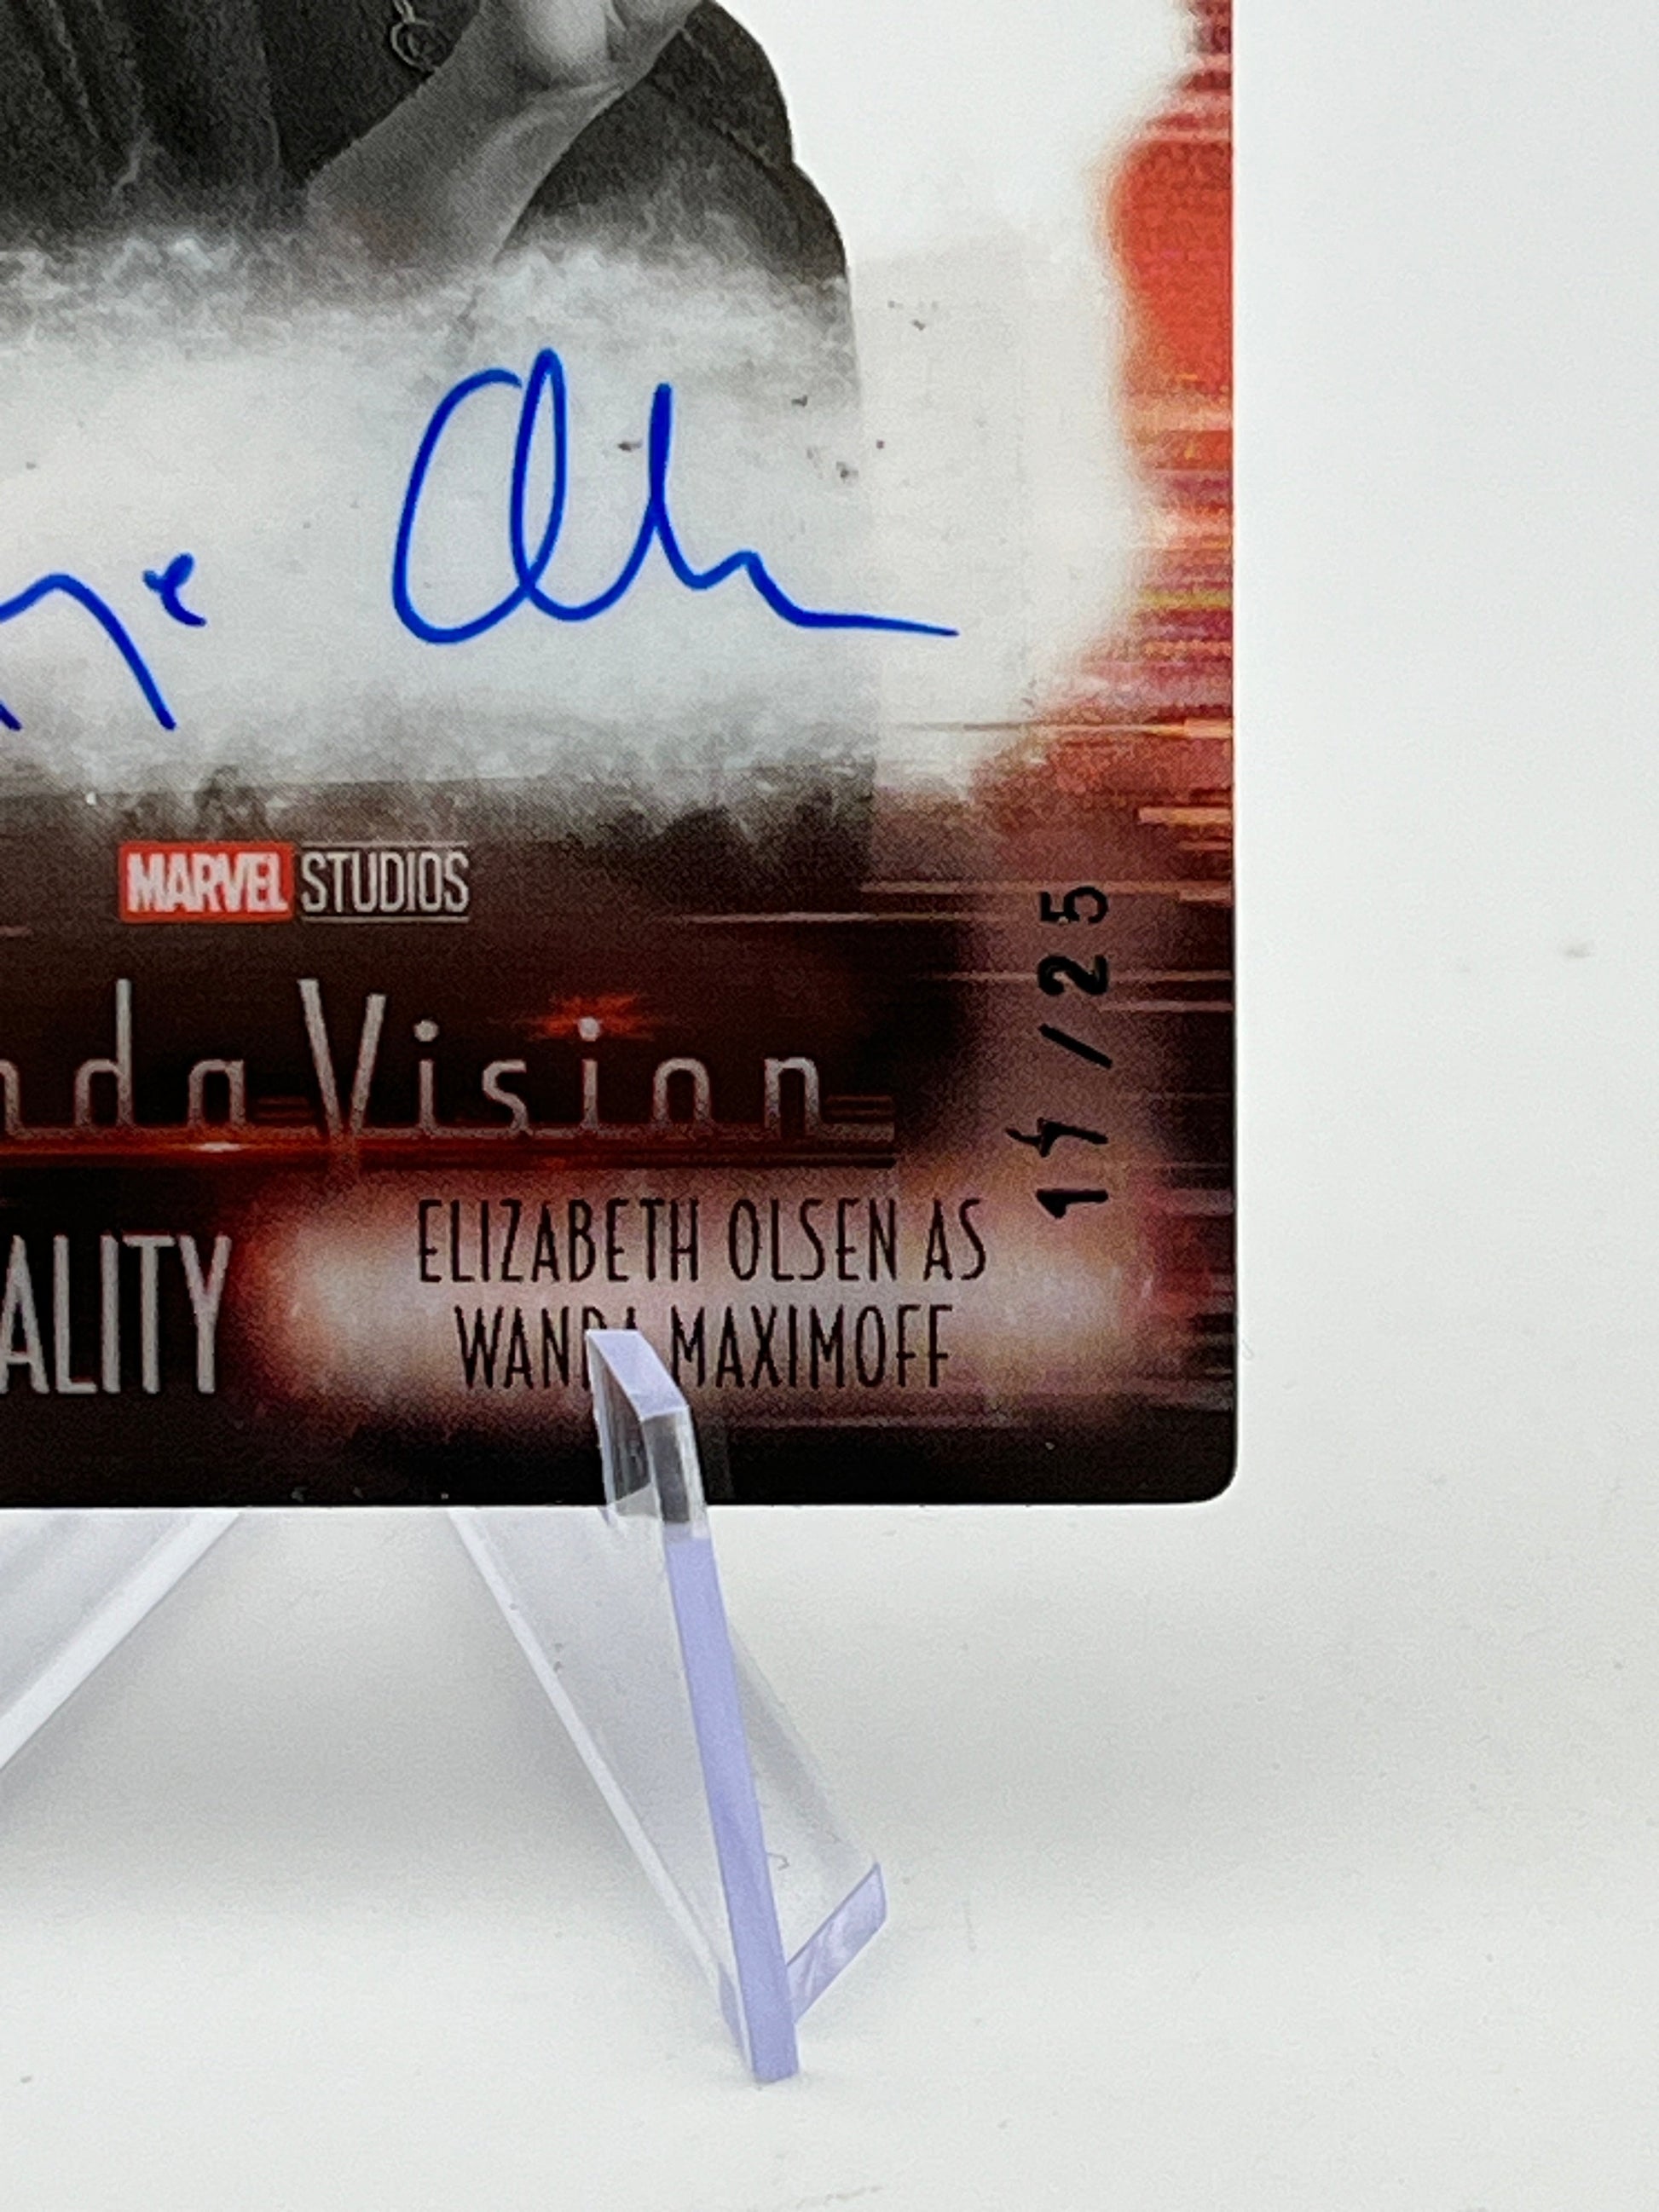 MARVEL STUDIOS
ndaVision
ALITY
ELIZABETH OLSEN AS
WANDA MAXIMOFF
/25